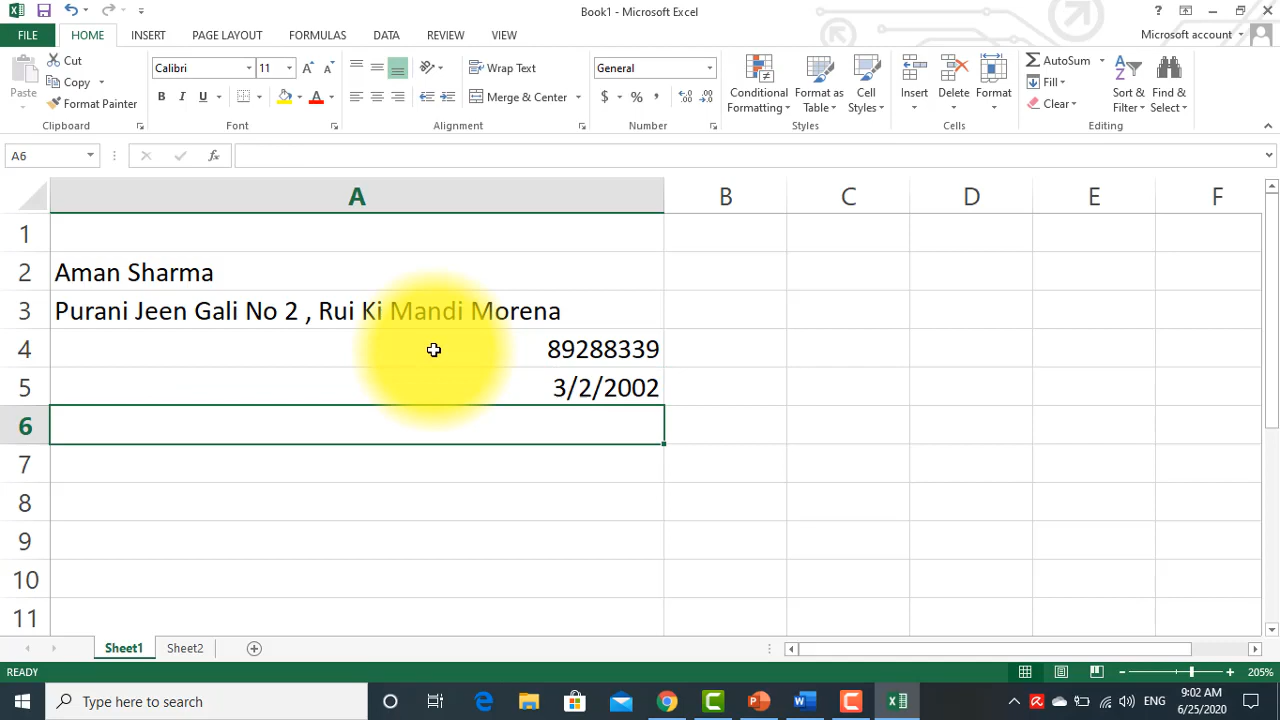 Book1 - Microsoft Excel
?
FILE HOME INSERT PAGE LAYOUT FORMULAS DATA REVIEW VIEW Microsoft account
Paste
Cut
Copy
Format Painter
Clipboard
Calibri 11
B I U A
Font
Wrap Text
Merge & Center
Alignment
General
$ % ,
Number
Conditional Formatting
Format as Table
Cell Styles
Styles
Insert
Delete
Format
Cells
AutoSum
Fill
Clear
Sort & Filter
Find & Select
Editing
A6
fx
A B C D E F
1
2 Aman Sharma
3 Purani Jeen Gali No 2 , Rui Ki Mandi Morena
4 89288339
5 3/2/2002
6
7
8
9
10
11
Sheet1 Sheet2
READY 205%
Type here to search
ENG
9:02 AM
6/25/2020